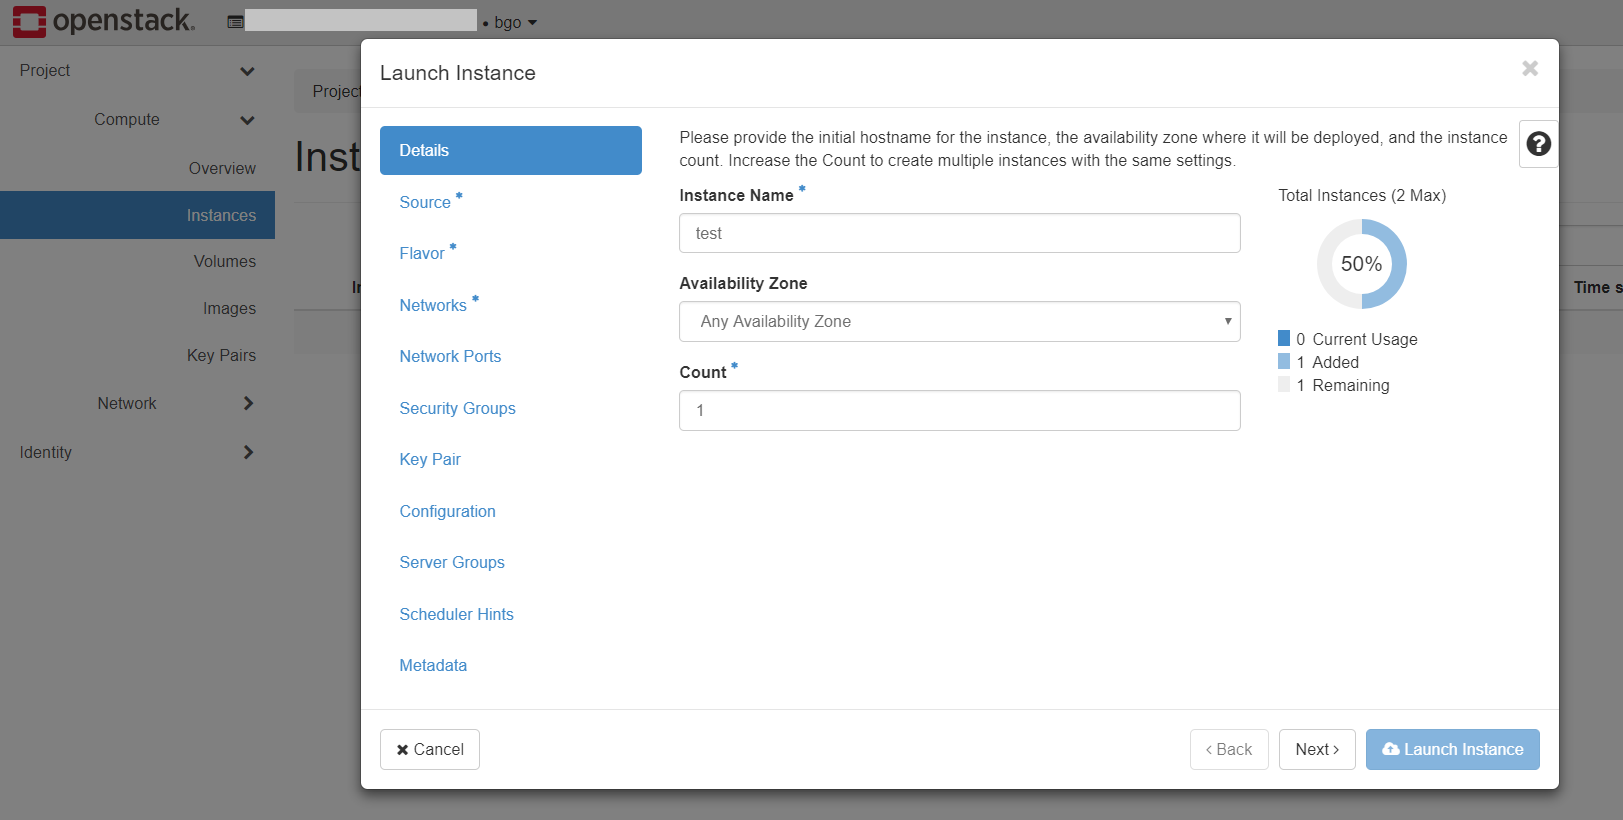 openstack.
• bgo
Project
Compute
Overview
Instances
Volumes
Images
Key Pairs
Network
Identity
Project
Inst
Time s
Launch Instance
×
Details
Source *
Flavor *
Networks *
Network Ports
Security Groups
Key Pair
Configuration
Server Groups
Scheduler Hints
Metadata
Please provide the initial hostname for the instance, the availability zone where it will be deployed, and the instance
count. Increase the Count to create multiple instances with the same settings.
?
Instance Name *
test
Availability Zone
Any Availability Zone
Count *
1
Total Instances (2 Max)
50%
0 Current Usage
1 Added
1 Remaining
× Cancel
‹ Back
Next ›
Launch Instance